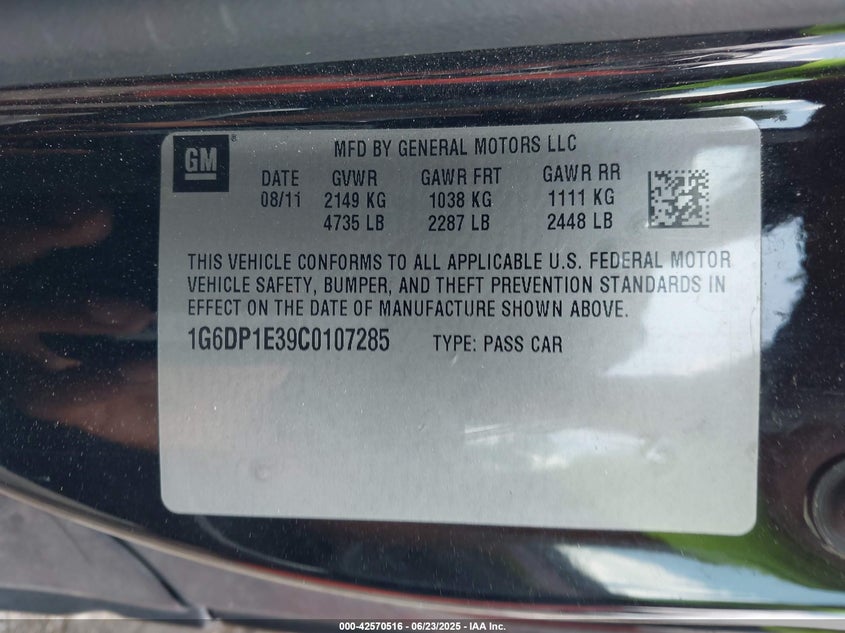 GM ®
MFD BY GENERAL MOTORS LLC
DATE GVWR GAWR FRT GAWR RR
08/11 2149 KG 1038 KG 1111 KG
4735 LB 2287 LB 2448 LB
THIS VEHICLE CONFORMS TO ALL APPLICABLE U.S. FEDERAL MOTOR
VEHICLE SAFETY, BUMPER, AND THEFT PREVENTION STANDARDS IN
EFFECT ON THE DATE OF MANUFACTURE SHOWN ABOVE.
1G6DP1E39C0107285 TYPE: PASS CAR
000-42570516 - 06/23/2025 - IAA Inc.